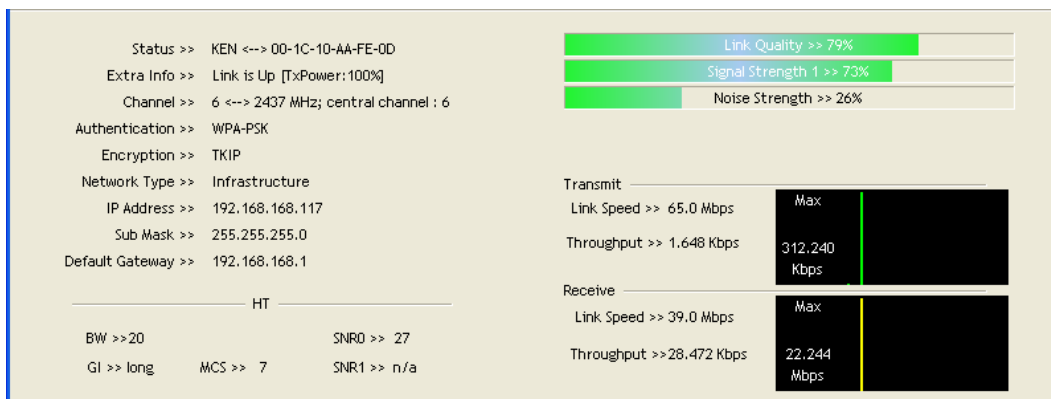 Status >> KEN <--> 00-1C-10-AA-FE-0D
Extra Info >> Link is Up [TxPower:100%]
Channel >> 6 <--> 2437 MHz; central channel : 6
Authentication >> WPA-PSK
Encryption >> TKIP
Network Type >> Infrastructure
IP Address >> 192.168.168.117
Sub Mask >> 255.255.255.0
Default Gateway >> 192.168.168.1
HT
BW >>20 SNR0 >> 27
GI >> long MCS >> 7 SNR1 >> n/a
Link Quality >> 79%
Signal Strength 1 >> 73%
Noise Strength >> 26%
Transmit
Link Speed >> 65.0 Mbps
Throughput >> 1.648 Kbps
Max
312.240
Kbps
Receive
Link Speed >> 39.0 Mbps
Throughput >>28.472 Kbps
Max
22.244
Mbps